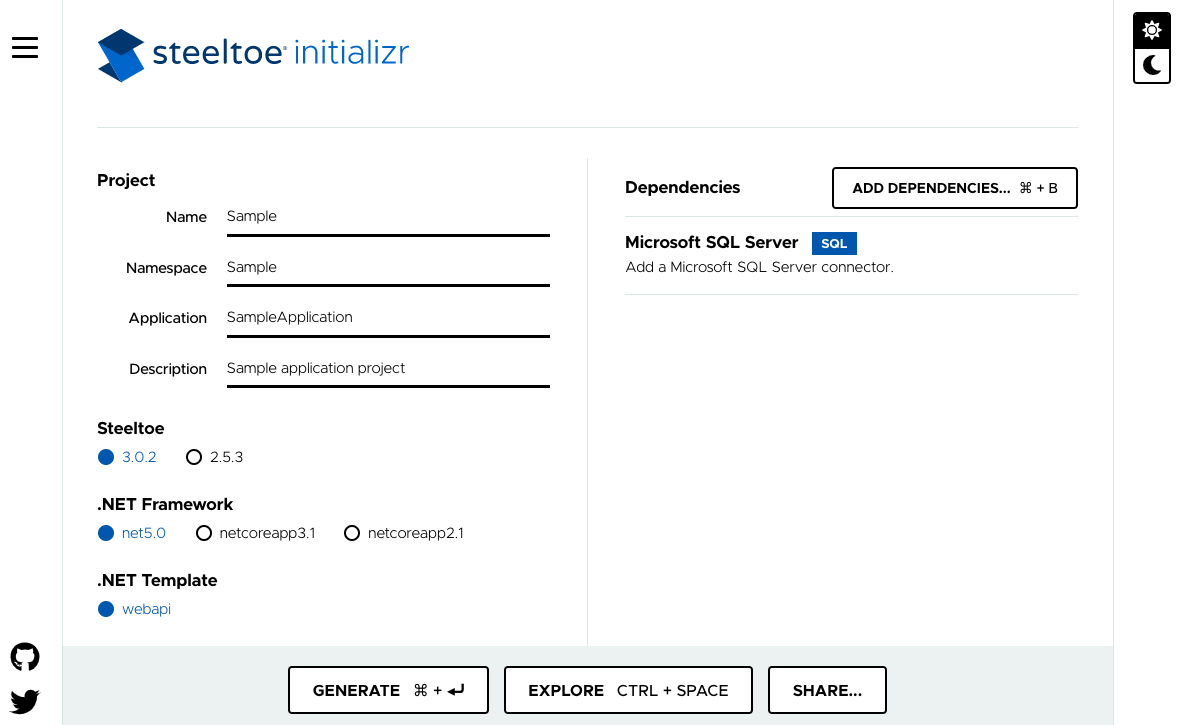 steeltoe® initializr
Project
Name Sample
Namespace Sample
Application SampleApplication
Description Sample application project
Steeltoe
3.0.2 2.5.3
.NET Framework
net5.0 netcoreapp3.1 netcoreapp2.1
.NET Template
webapi
Dependencies
ADD DEPENDENCIES... ⌘ + B
Microsoft SQL Server SQL
Add a Microsoft SQL Server connector.
GENERATE ⌘ + ⏎ EXPLORE CTRL + SPACE SHARE...